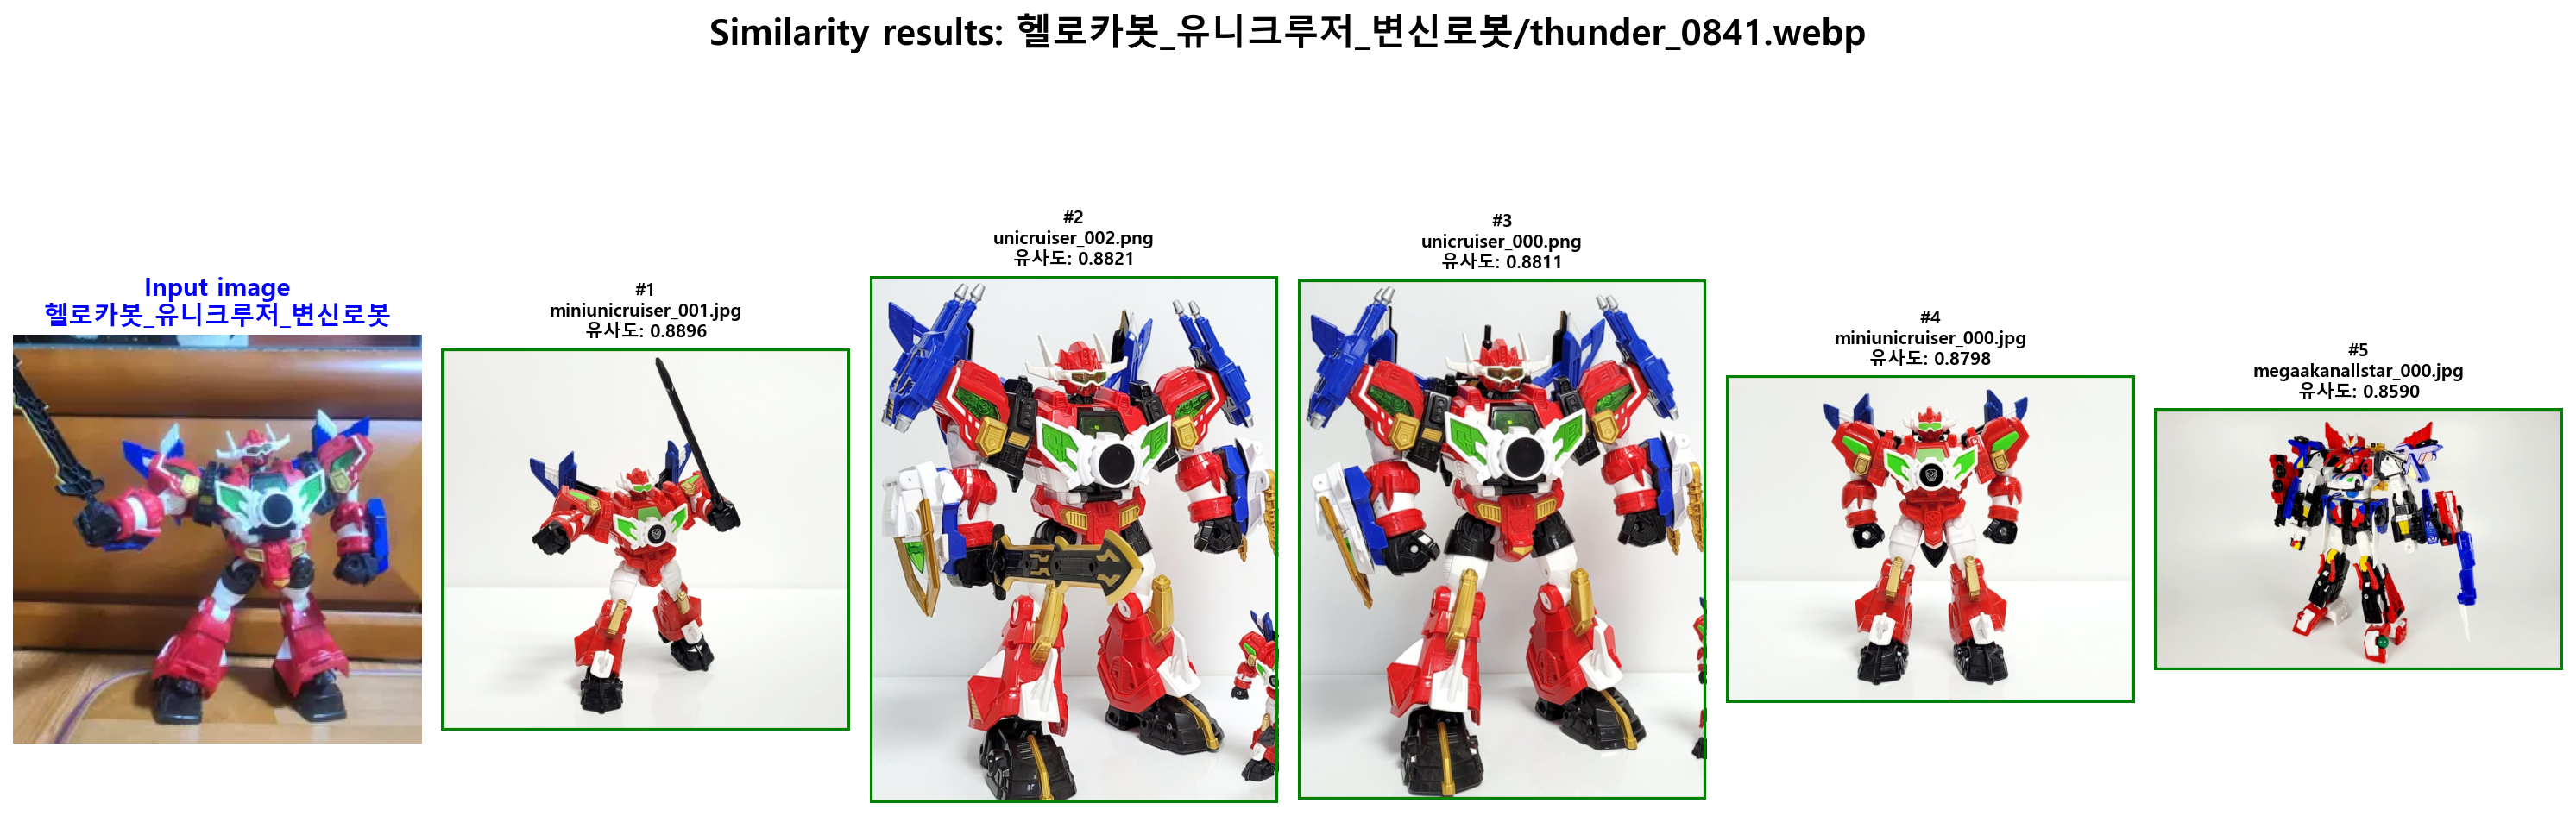 Similarity results: 헬로카봇_유니크루저_변신로봇/thunder_0841.webp
Input image
헬로카봇_유니크루저_변신로봇
#1
miniunicruiser_001.jpg
유사도: 0.8896
#2
unicruiser_002.png
유사도: 0.8821
#3
unicruiser_000.png
유사도: 0.8811
#4
miniunicruiser_000.jpg
유사도: 0.8798
#5
megaakanallstar_000.jpg
유사도: 0.8590